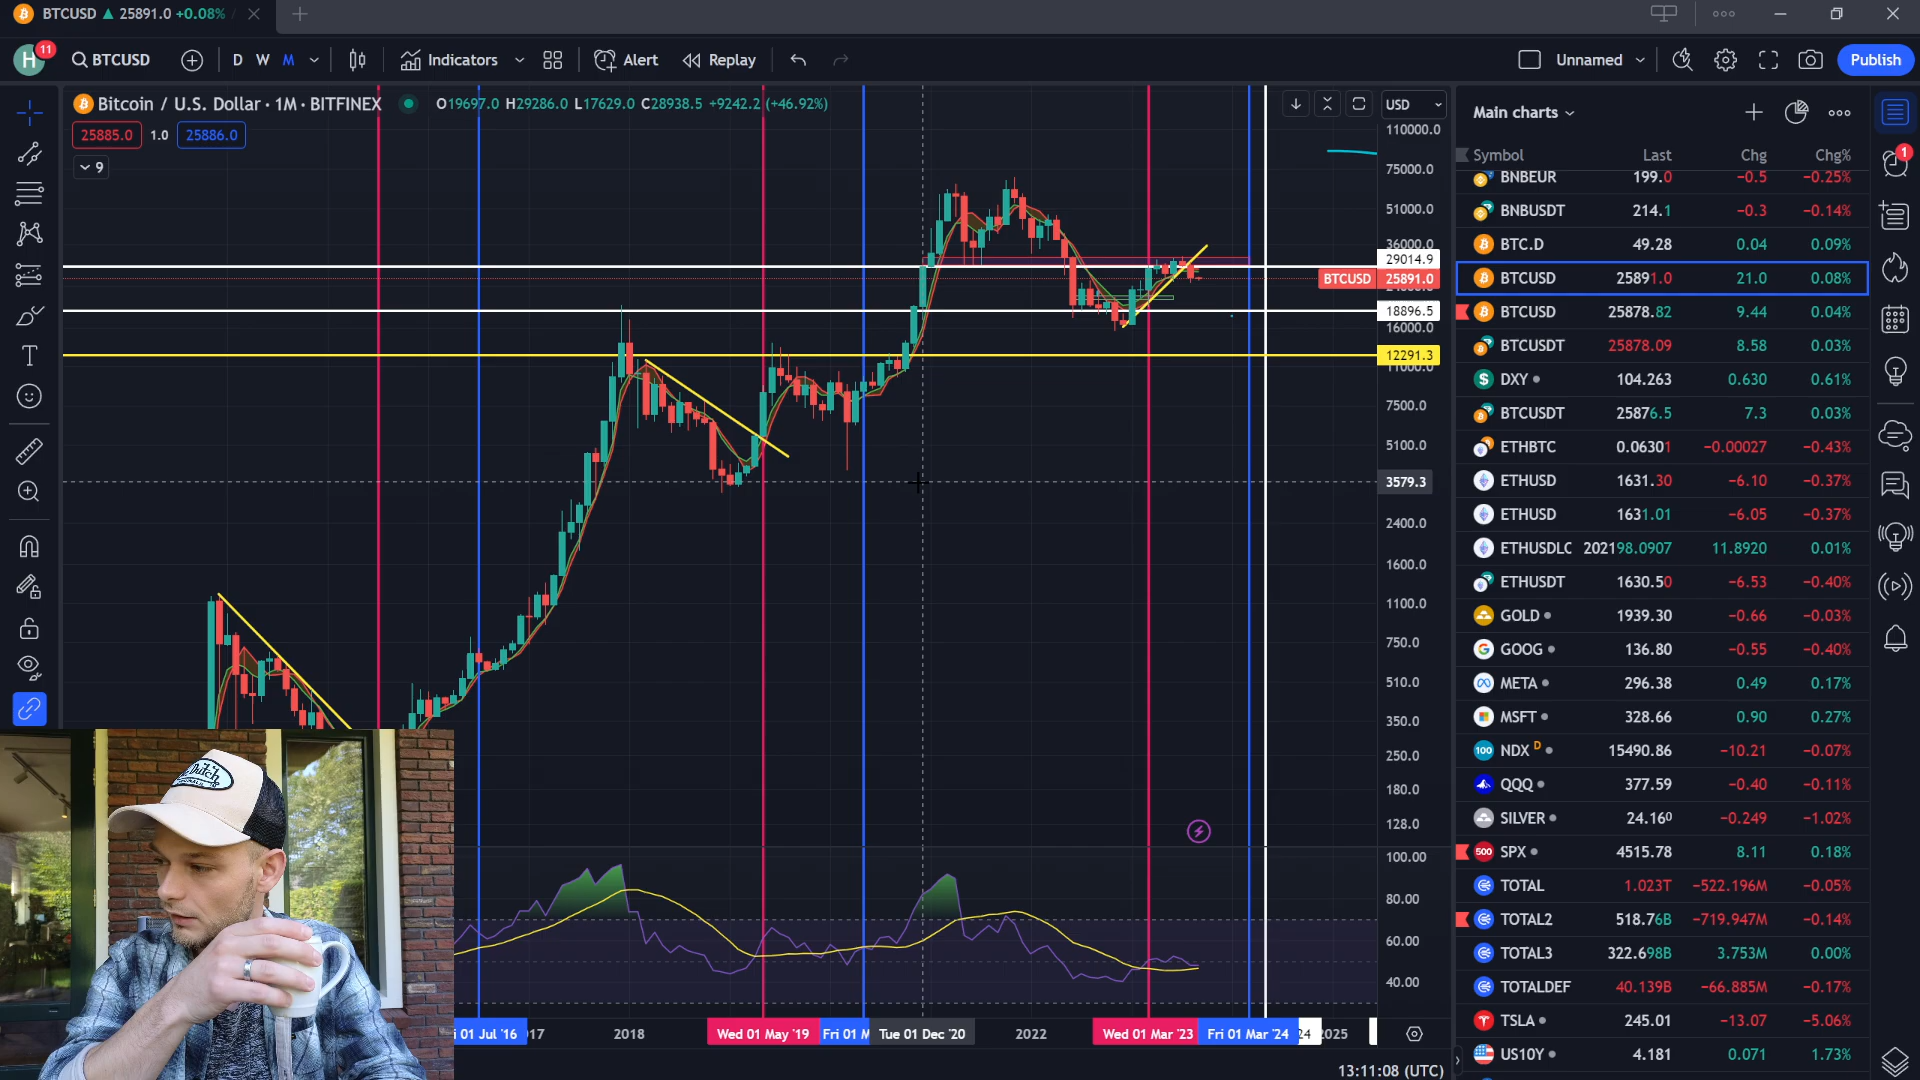 BTCUSD ▲ 25891.0 +0.08%
H 11 BTCUSD D W M Indicators Alert Replay Unnamed Publish
Bitcoin / U.S. Dollar · 1M · BITFINEX O19697.0 H29286.0 L17629.0 C28938.5 +9242.2 (+46.92%)
25885.0 1.0 25886.0
9
USD
110000.0
75000.0
51000.0
36000.0
29014.9
BTCUSD 25891.0
18896.5
16000.0
12291.3
11000.0
7500.0
5100.0
3579.3
2400.0
1600.0
1100.0
750.0
510.0
350.0
250.0
180.0
128.0
100.00
80.00
60.00
40.00
i 01 Jul '16 17 2018 Wed 01 May '19 Fri 01 M Tue 01 Dec '20 2022 Wed 01 Mar '23 Fri 01 Mar '24 24 2025
13:11:08 (UTC)
Main charts
Symbol Last Chg Chg%
BNBEUR 199.0 −0.5 −0.25%
BNBUSDT 214.1 −0.3 −0.14%
BTC.D 49.28 0.04 0.09%
BTCUSD 25891.0 21.0 0.08%
BTCUSD 25878.82 9.44 0.04%
BTCUSDT 25878.09 8.58 0.03%
DXY 104.263 0.630 0.61%
BTCUSDT 25876.5 7.3 0.03%
ETHBTC 0.06301 −0.00027 −0.43%
ETHUSD 1631.30 −6.10 −0.37%
ETHUSD 1631.01 −6.05 −0.37%
ETHUSDLC 202198.0907 11.8920 0.01%
ETHUSDT 1630.50 −6.53 −0.40%
GOLD 1939.30 −0.66 −0.03%
GOOG 136.80 −0.55 −0.40%
META 296.38 0.49 0.17%
MSFT 328.66 0.90 0.27%
100 NDX D 15490.86 −10.21 −0.07%
QQQ 377.59 −0.40 −0.11%
SILVER 24.160 −0.249 −1.02%
500 SPX 4515.78 8.11 0.18%
TOTAL 1.023T −522.196M −0.05%
TOTAL2 518.76B −719.947M −0.14%
TOTAL3 322.698B 3.753M 0.00%
TOTALDEF 40.139B −66.885M −0.17%
TSLA 245.01 −13.07 −5.06%
US10Y 4.181 0.071 1.73%
1
Dutch